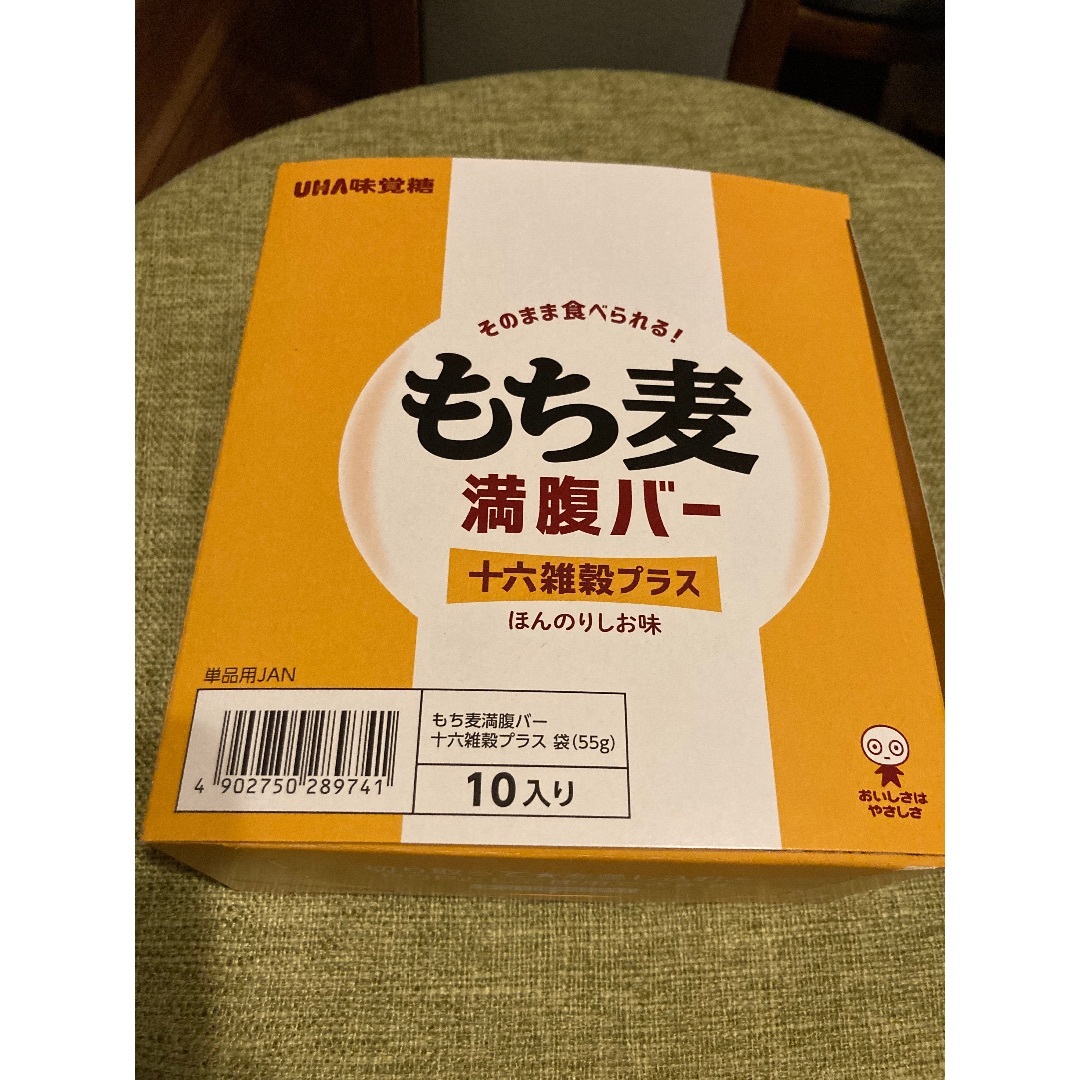 UHA味覚糖
そのまま食べられる!
もち麦
満腹バー
十六雑穀プラス
ほんのりしお味
単品用JAN
4 902750 289741
もち麦満腹バー
十六雑穀プラス 袋(55g)
10入り
おいしさは
やさしさ